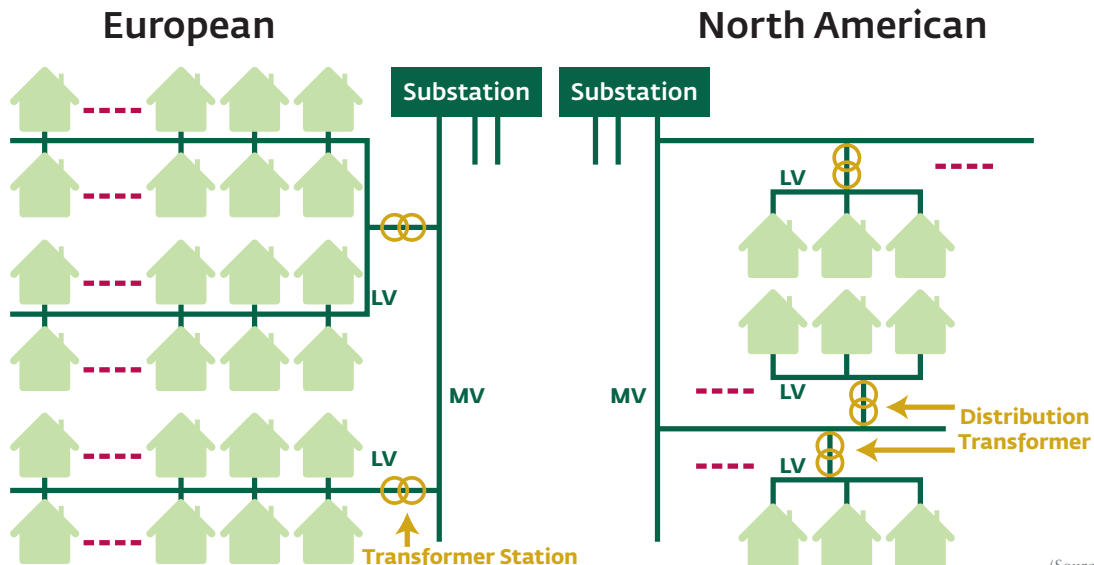 European
North American
Substation
Substation
LV
LV
MV
MV
LV
LV
LV
Distribution
Transformer
Transformer Station